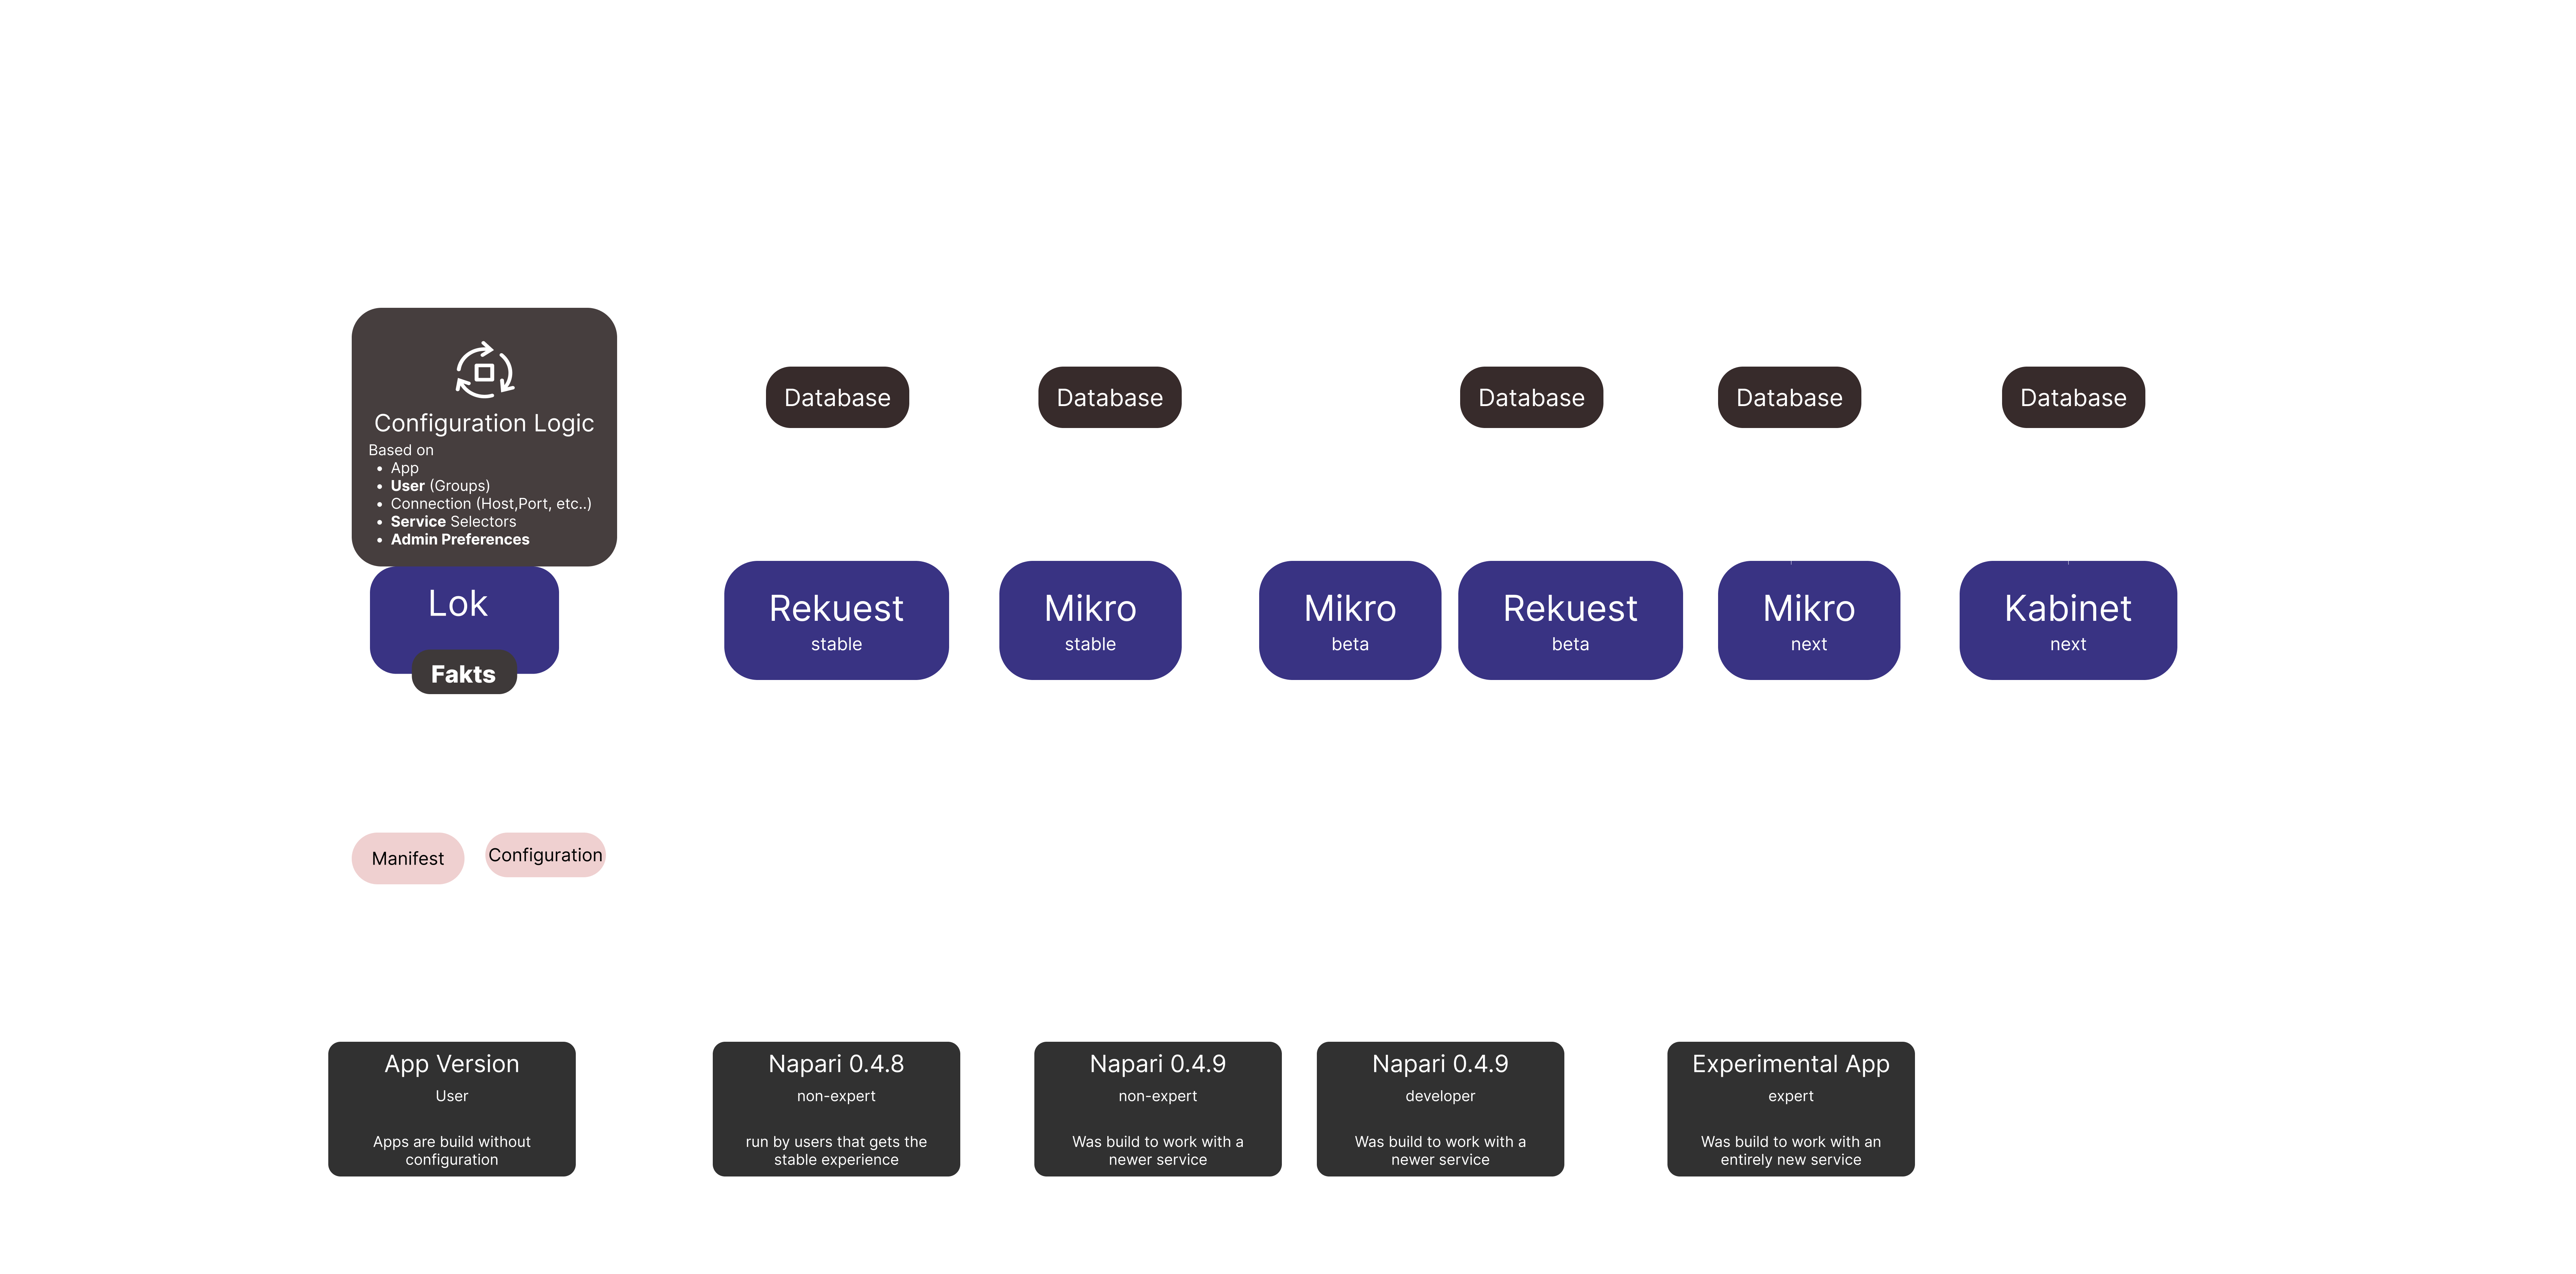 Configuration Logic
Based on
• App
• User (Groups)
• Connection (Host,Port, etc..)
• Service Selectors
• Admin Preferences
Lok
Fakts
Database
Database
Database
Database
Database
Rekuest
stable
Mikro
stable
Mikro
beta
Rekuest
beta
Mikro
next
Kabinet
next
Manifest
Configuration
App Version
User
Apps are build without
configuration
Napari 0.4.8
non-expert
run by users that gets the
stable experience
Napari 0.4.9
non-expert
Was build to work with a
newer service
Napari 0.4.9
developer
Was build to work with a
newer service
Experimental App
expert
Was build to work with an
entirely new service